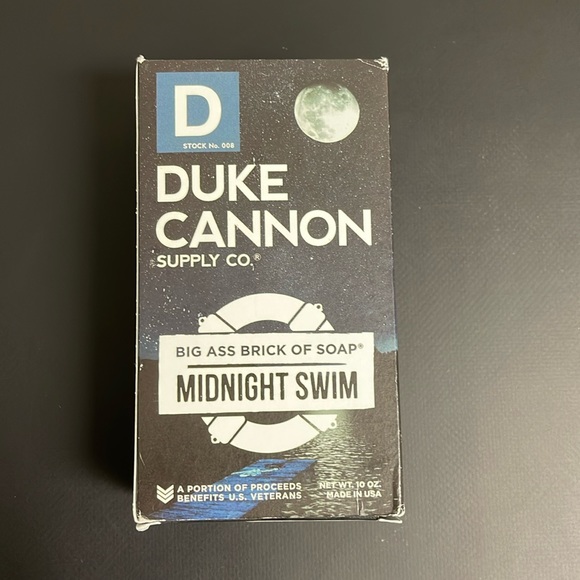 D
STOCK No. 008
DUKE
CANNON
SUPPLY CO.®
BIG ASS BRICK OF SOAP®
MIDNIGHT SWIM
A PORTION OF PROCEEDS
BENEFITS U.S. VETERANS
NET WT. 10 OZ.
MADE IN USA